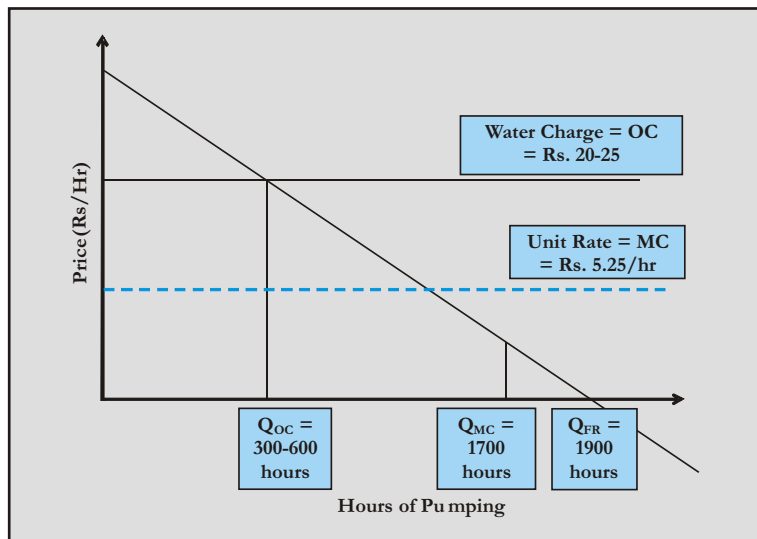 Water Charge = OC
= Rs. 20-25
Price(Rs/Hr)
Unit Rate = MC
= Rs. 5.25/hr
QOC =
300-600
hours
QMC =
1700
hours
QFR =
1900
hours
Hours of Pumping